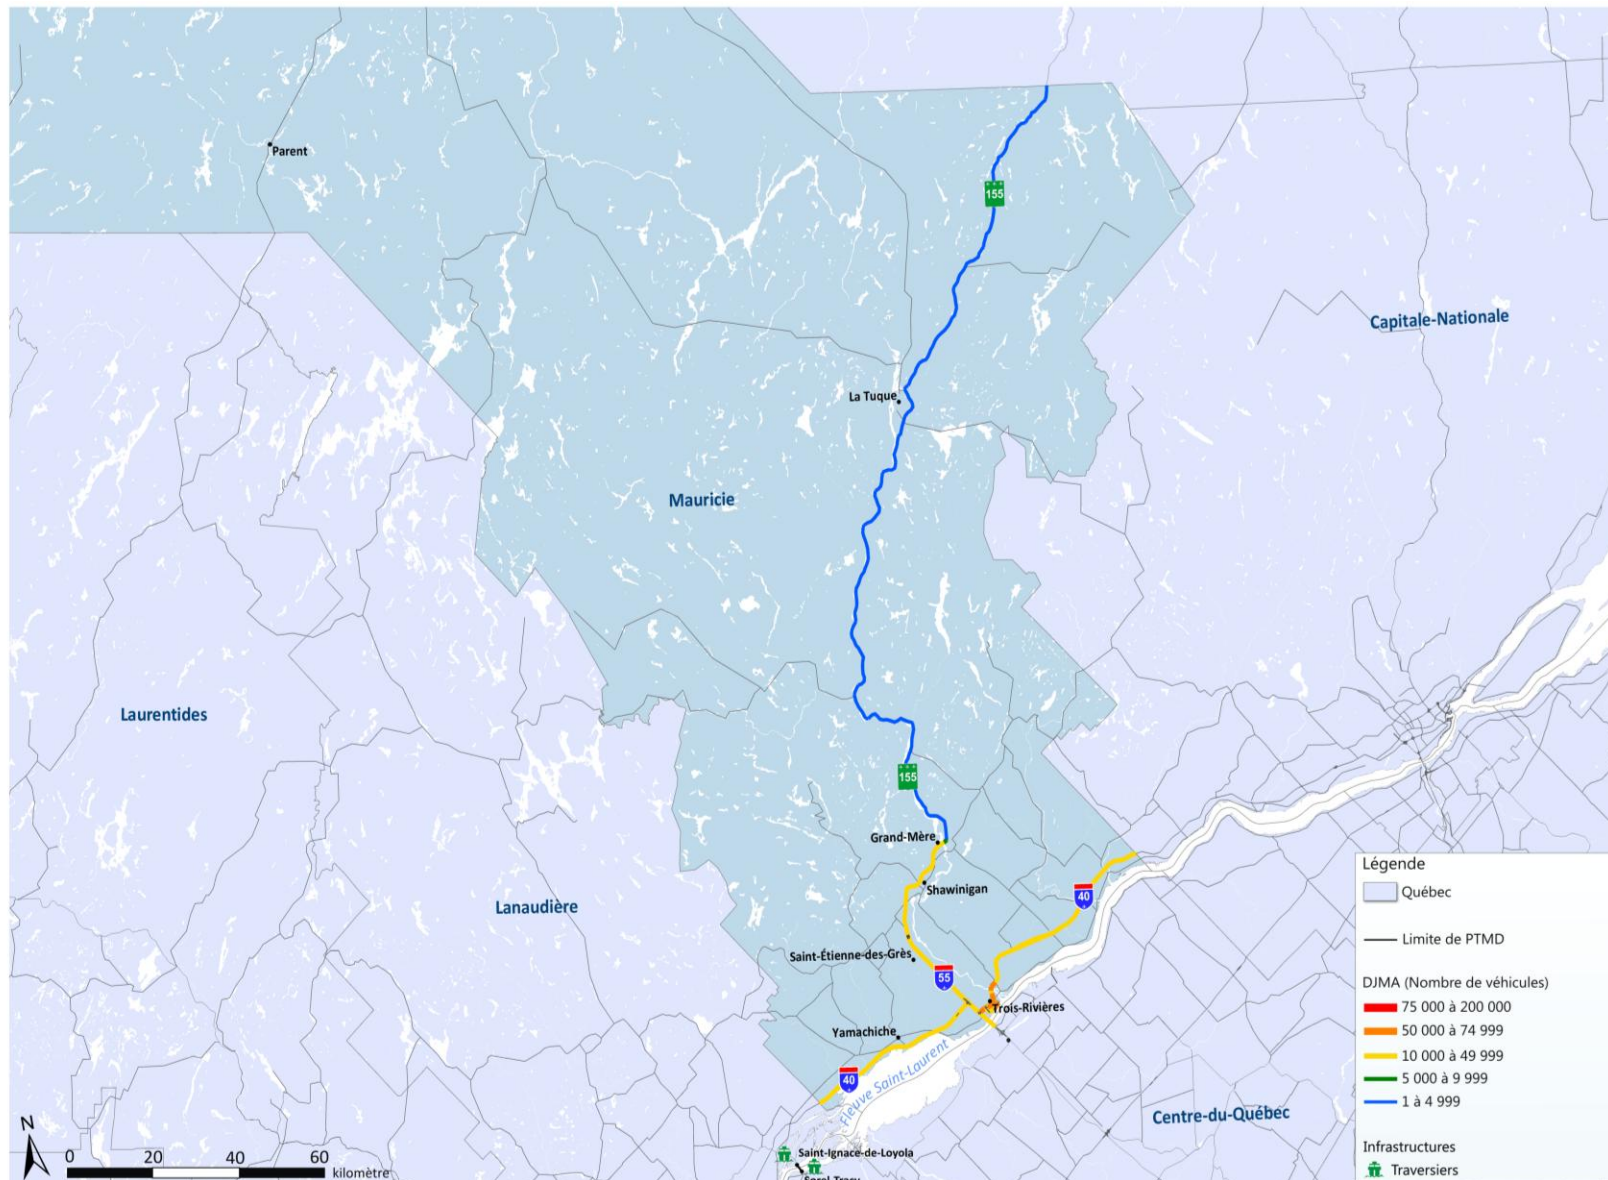 Parent
155
Capitale-Nationale
La Tuque
Mauricie
Laurentides
155
Grand-Mère
Shawinigan
40
Lanaudière
Saint-Étienne-des-Grès
55
Trois-Rivières
Yamachiche
40
Fleuve Saint-Laurent
Centre-du-Québec
Saint-Ignace-de-Loyola
Sorel-Tracy
N
0 20 40 60
kilomètre
Légende
Québec
Limite de PTMD
DJMA (Nombre de véhicules)
75 000 à 200 000
50 000 à 74 999
10 000 à 49 999
5 000 à 9 999
1 à 4 999
Infrastructures
Traversiers